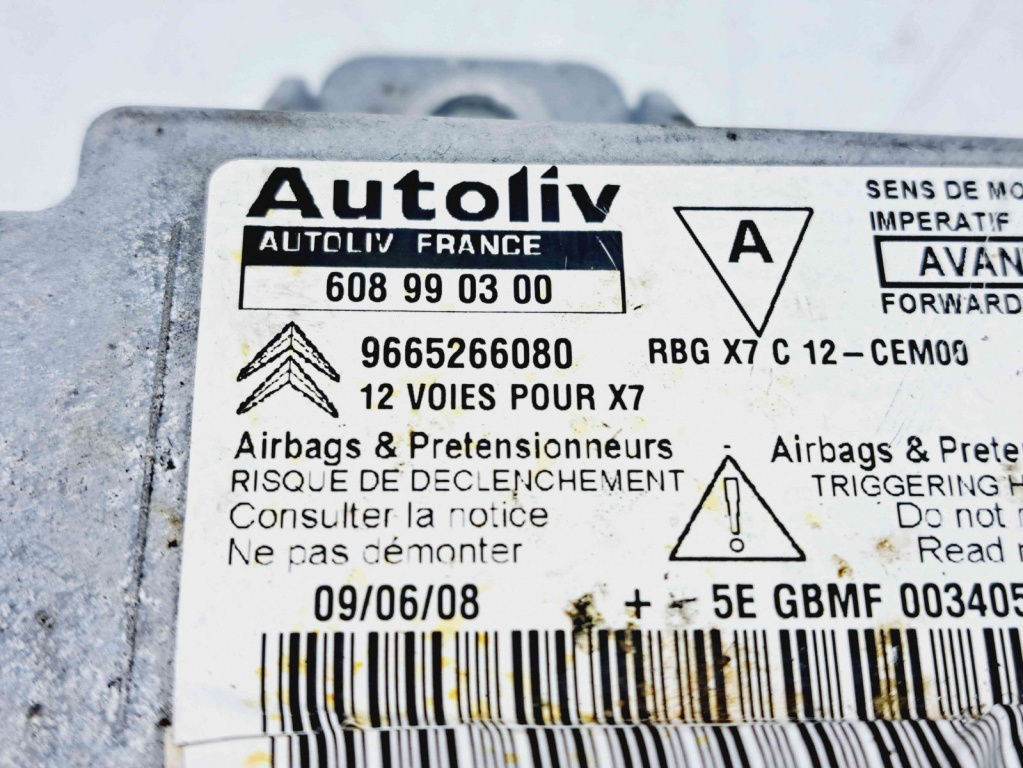 Autoliv
AUTOLIV FRANCE
608 99 03 00
A
SENS DE
IMPERATIF
FORWARD
9665266080
RBG X7 C 12-CEM00
12 VOIES POUR X7
Airbags & Pretensionneurs
RISQUE DE DECLENCHEMENT
Consulter la notice
Ne pas démonter
- Airbags &
!
TRIGGERING
Do not
Read
09/06/08
+ - 5E GBMF 003405